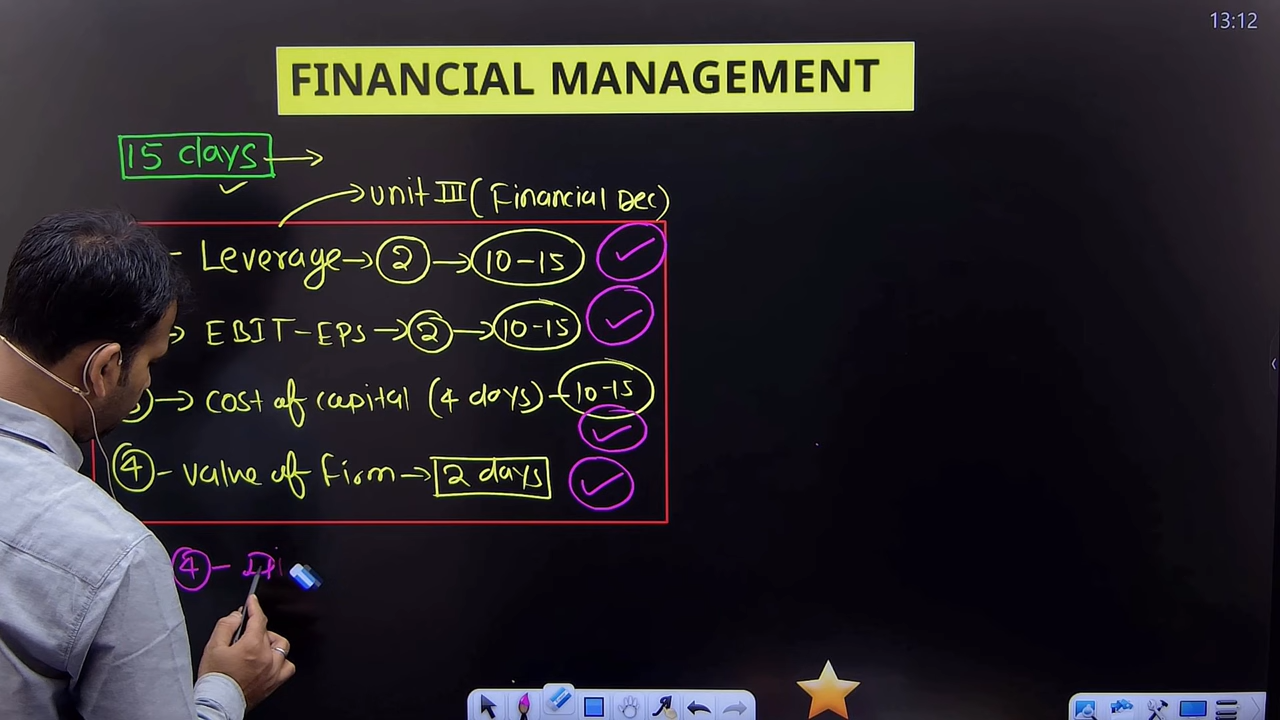 13:12
FINANCIAL MANAGEMENT
15 days →
→ unit III (Financial Dec)
- Leverage → 2 → 10-15
→ EBIT-EPS → 2 → 10-15
→ cost of capital (4 days) - 10-15
4 - value of Firm → 2 days
4 -